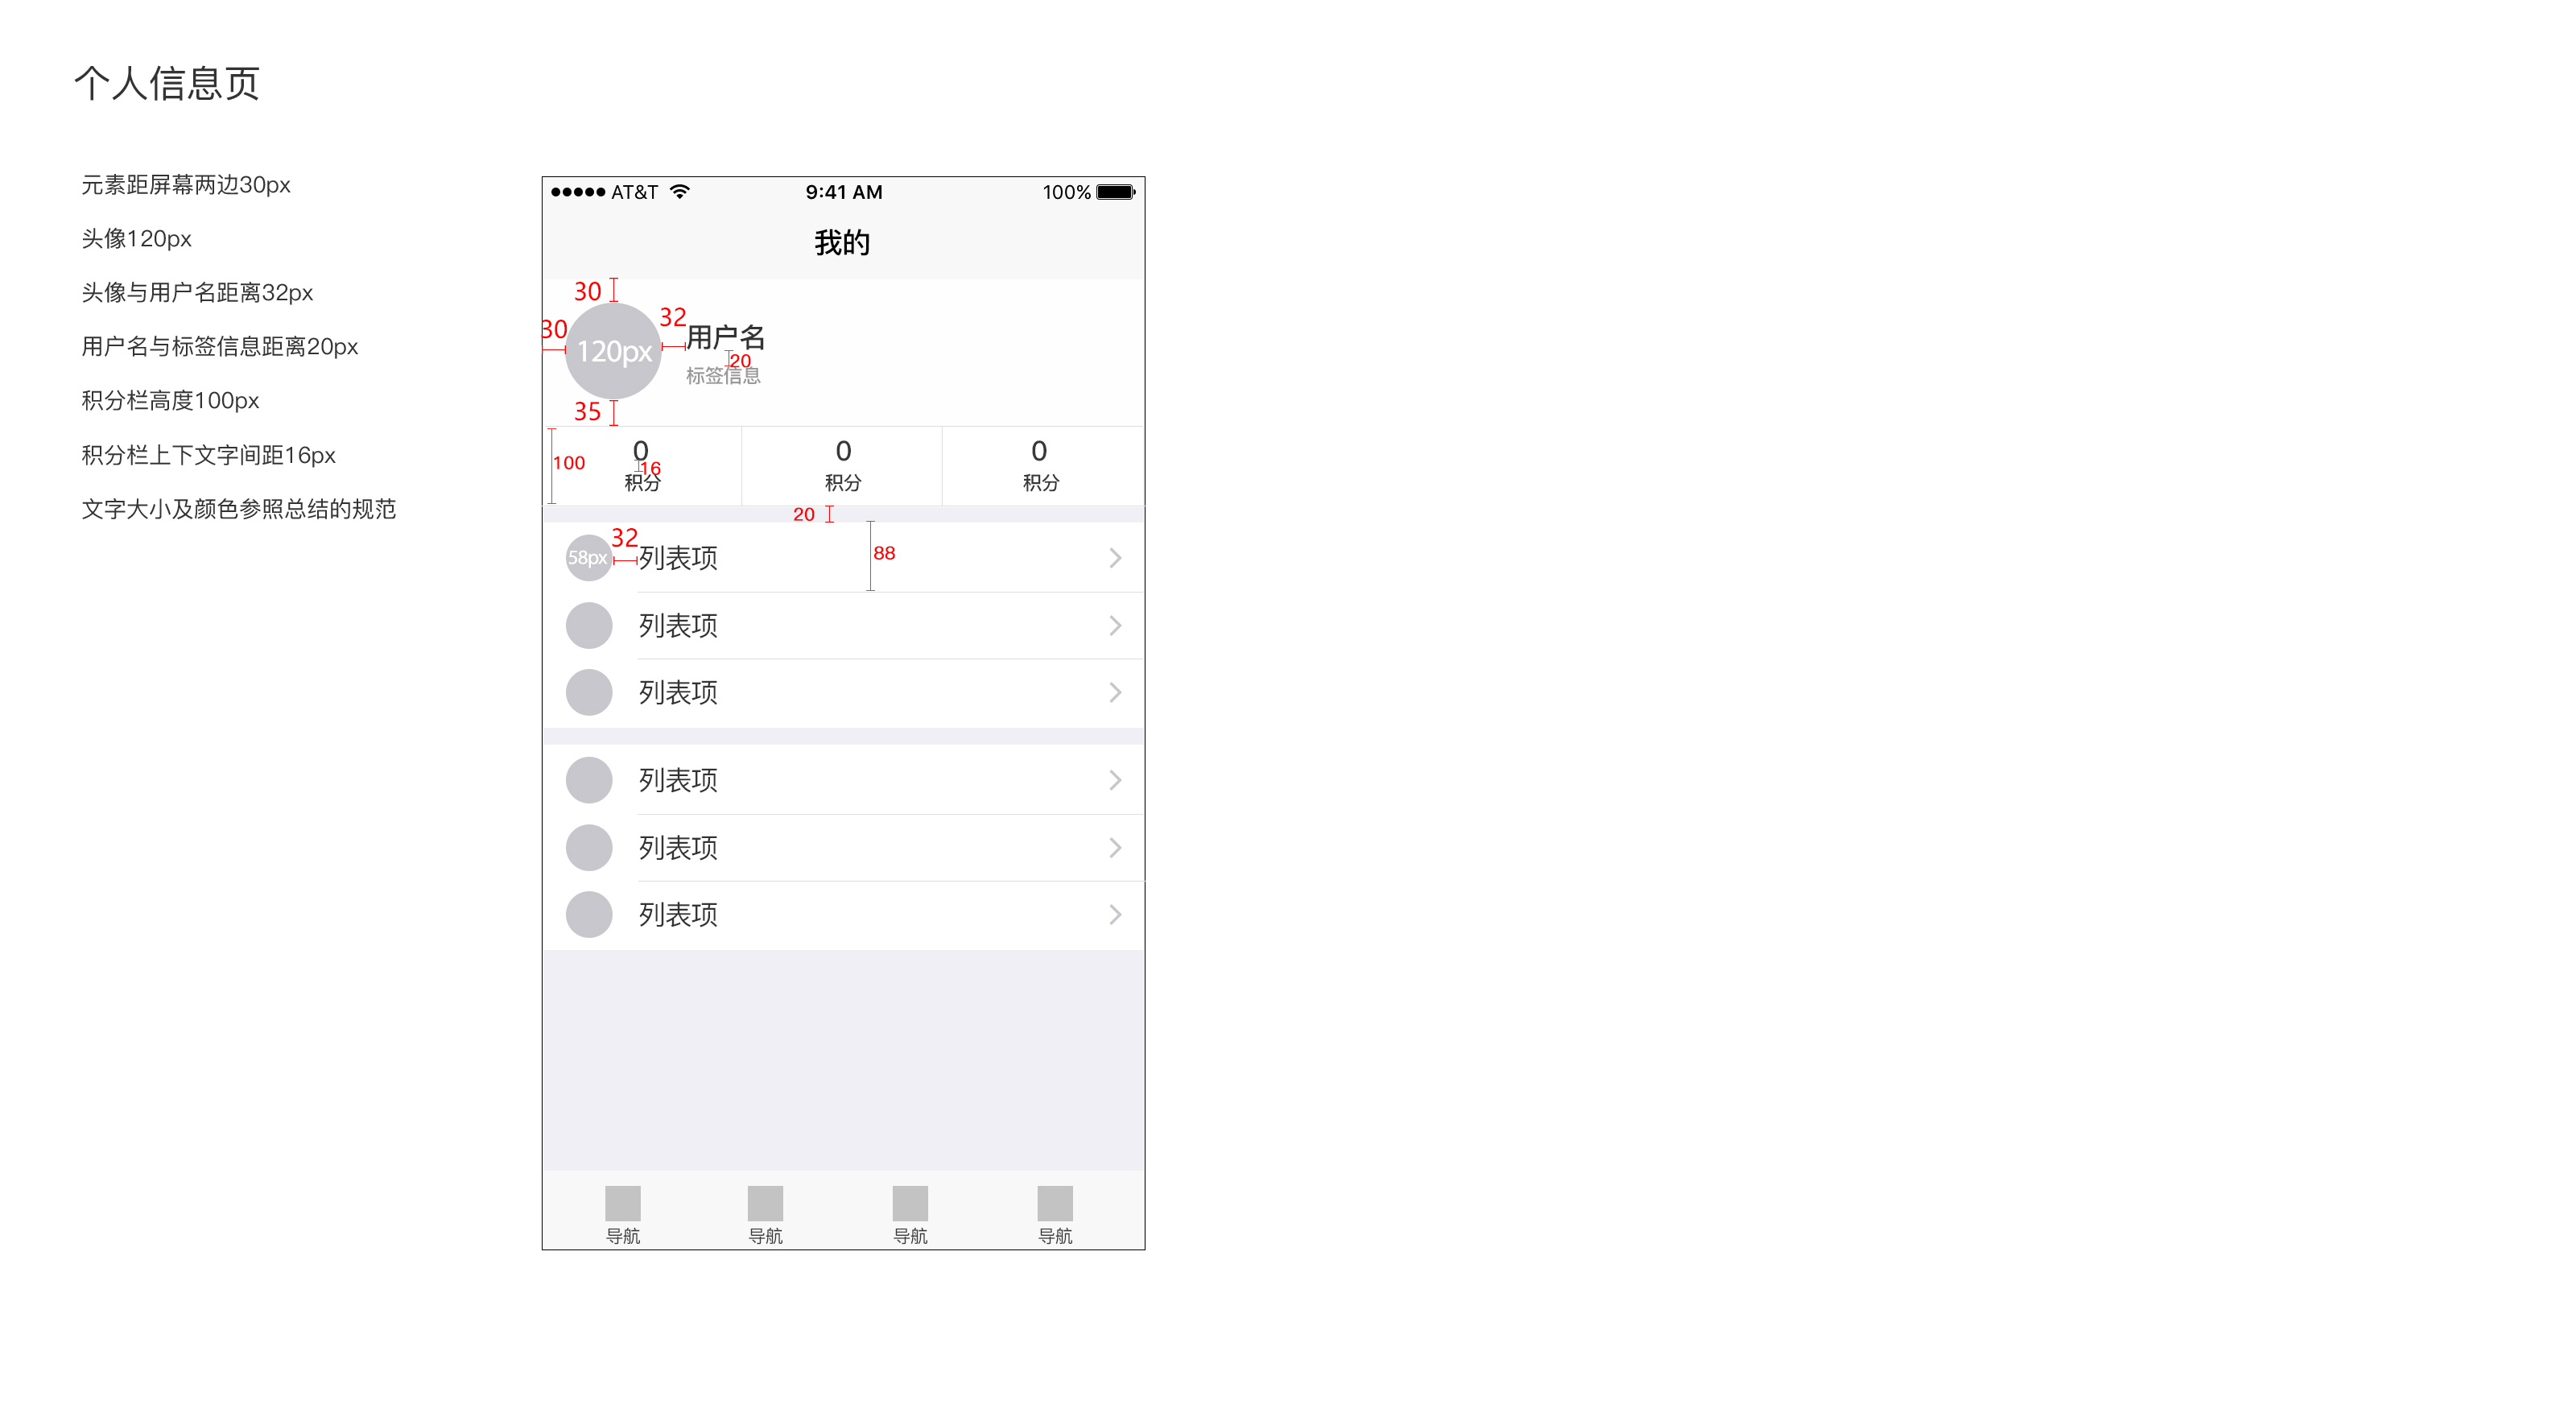 个人信息页
元素距屏幕两边30px
头像120px
头像与用户名距离32px
用户名与标签信息距离20px
积分栏高度100px
积分栏上下文字间距16px
文字大小及颜色参照总结的规范
AT&T 9:41 AM 100%
我的
30
30 32
120px
用户名
20
标签信息
35
0 0 0
100 16
积分 积分 积分
20
32
58px 列表项 88
列表项
列表项
列表项
列表项
列表项
导航 导航 导航 导航